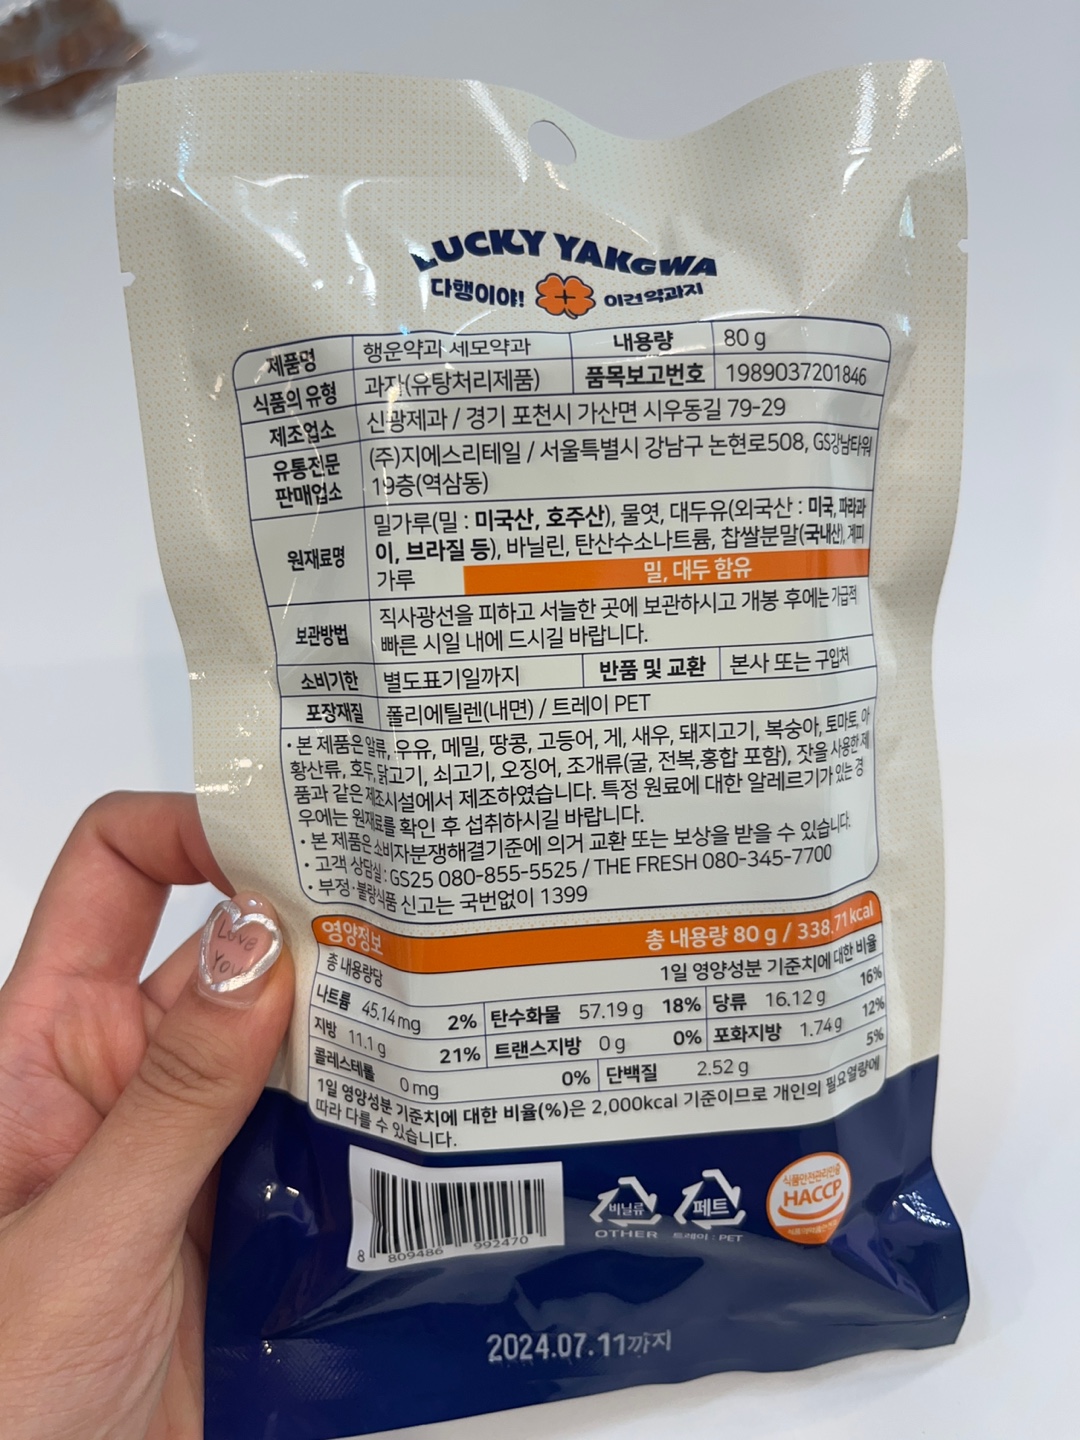 LUCKY YAKGWA
다행이야! 이런약과지
제품명 행운약과 세모약과 내용량 80 g
식품의 유형 과자(유탕처리제품) 품목보고번호 1989037201846
제조업소 신광제과 / 경기 포천시 가산면 시우동길 79-29
유통전문판매업소 (주)지에스리테일 / 서울특별시 강남구 논현로508, GS강남타워
19층(역삼동)
원재료명 밀가루(밀 : 미국산, 호주산), 물엿, 대두유(외국산 : 미국, 파라과
이, 브라질 등), 바닐린, 탄산수소나트륨, 찹쌀분말(국내산), 계피
가루 밀, 대두 함유
보관방법 직사광선을 피하고 서늘한 곳에 보관하시고 개봉 후에는 가급적
빠른 시일 내에 드시길 바랍니다.
소비기한 별도표기일까지 반품 및 교환 본사 또는 구입처
포장재질 폴리에틸렌(내면) / 트레이 PET
· 본 제품은 알류, 우유, 메밀, 땅콩, 고등어, 게, 새우, 돼지고기, 복숭아, 토마토, 아
황산류, 호두, 닭고기, 쇠고기, 오징어, 조개류(굴, 전복,홍합 포함), 잣을 사용한 제
품과 같은 제조시설에서 제조하였습니다. 특정 원료에 대한 알레르기가 있는 경
우에는 원재료를 확인 후 섭취하시길 바랍니다.
· 본 제품은 소비자분쟁해결기준에 의거 교환 또는 보상을 받을 수 있습니다.
· 고객 상담실 : GS25 080-855-5525 / THE FRESH 080-345-7700
· 부정·불량식품 신고는 국번없이 1399
영양정보 총 내용량 80 g / 338.71 kcal
총 내용량당 1일 영양성분 기준치에 대한 비율
나트륨 45.14 mg 2% 탄수화물 57.19 g 18% 당류 16.12 g 16%
지방 11.1 g 21% 트랜스지방 0 g 0% 포화지방 1.74 g 12%
콜레스테롤 0 mg 0% 단백질 2.52 g 5%
1일 영양성분 기준치에 대한 비율(%)은 2,000kcal 기준이므로 개인의 필요열량에
따라 다를 수 있습니다.
8 809486 992470
비닐류 페트
OTHER 트레이 : PET
식품안전관리인증
HACCP
2024.07.11까지
Love
You